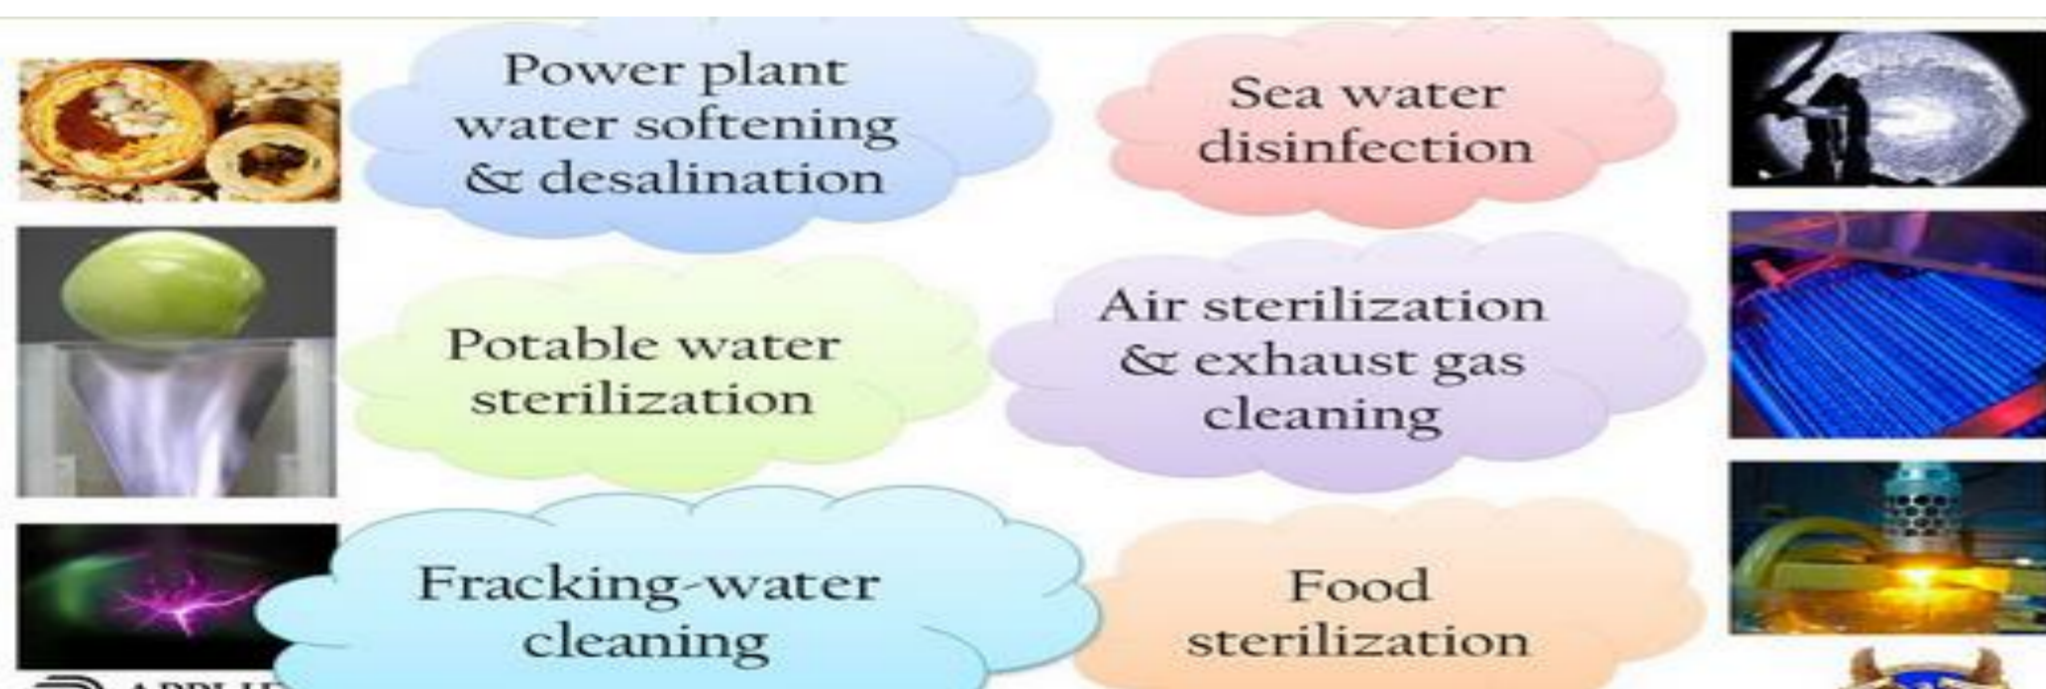 Power plant
water softening
& desalination
Sea water
disinfection
Potable water
sterilization
Air sterilization
& exhaust gas
cleaning
Fracking-water
cleaning
Food
sterilization